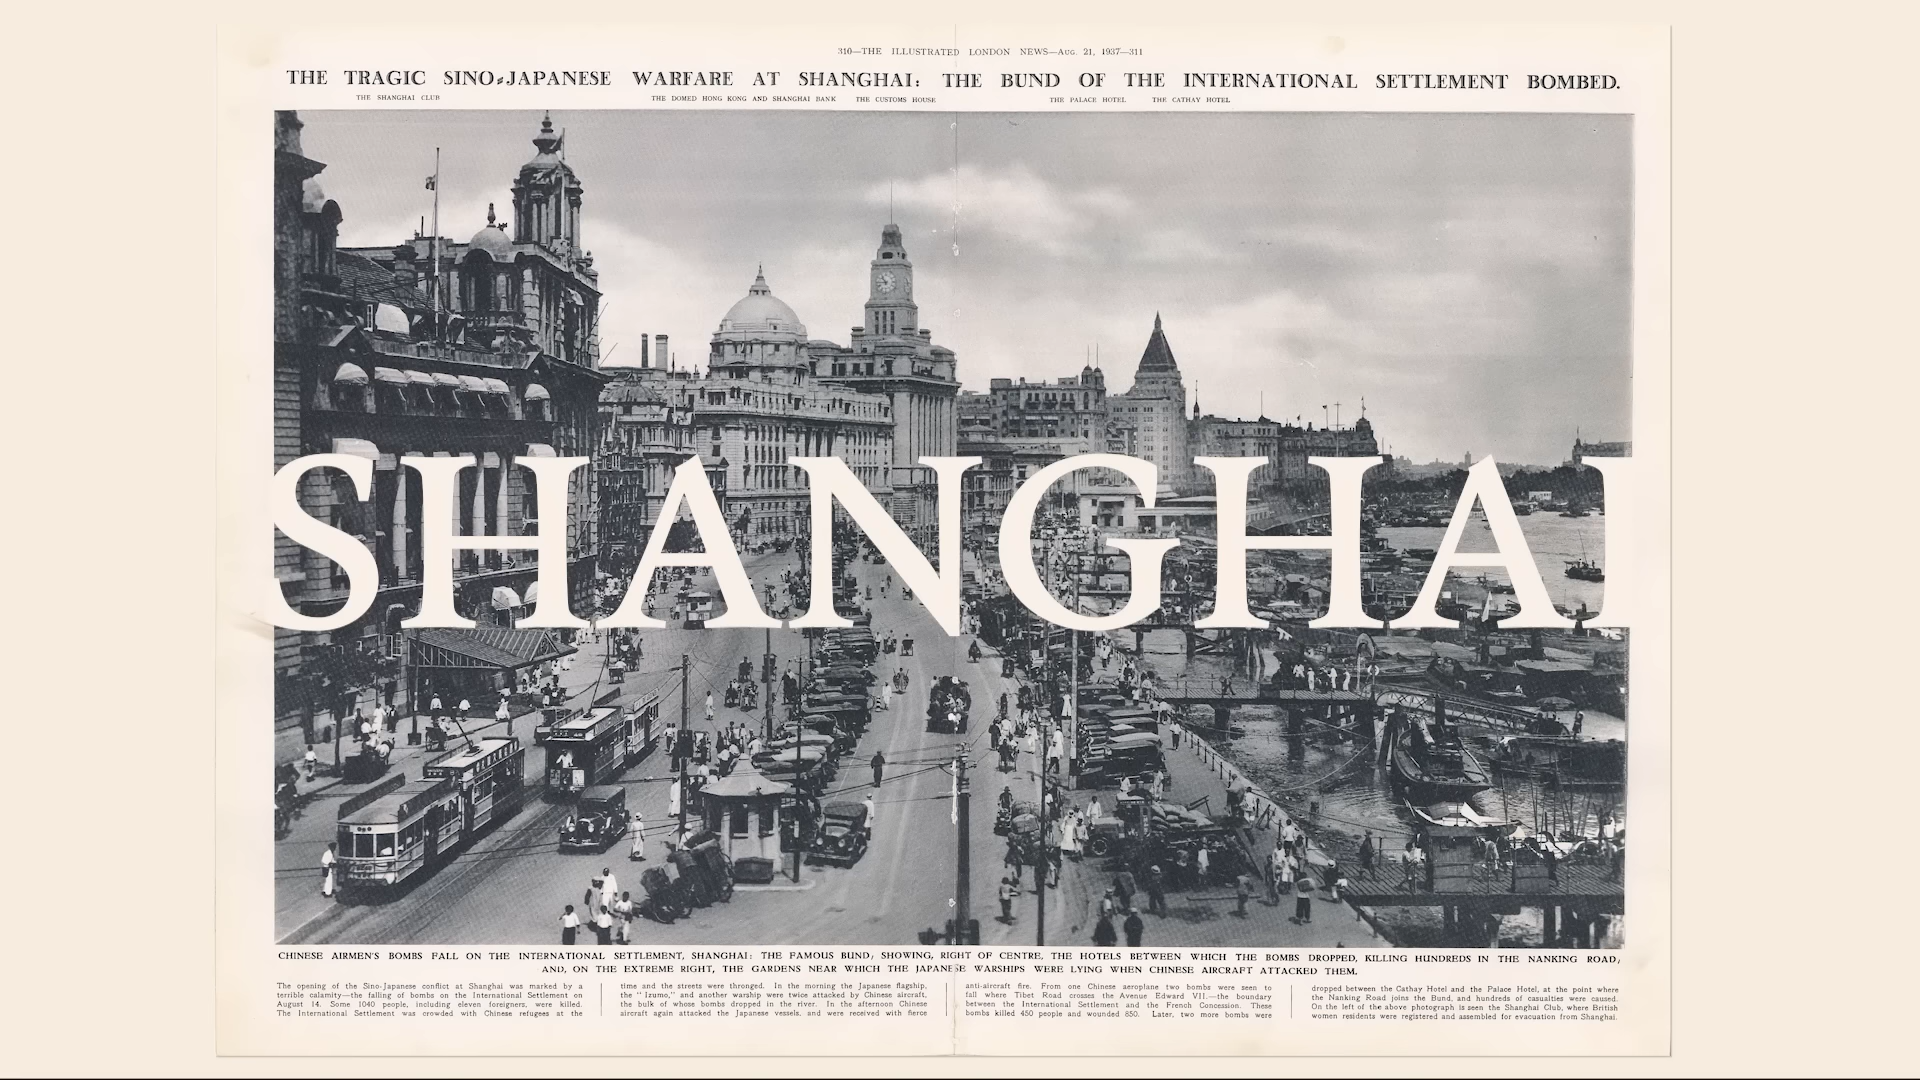 310—THE ILLUSTRATED LONDON NEWS—AUG. 21, 1937—311
THE TRAGIC SINO-JAPANESE WARFARE AT SHANGHAI: THE BUND OF THE INTERNATIONAL SETTLEMENT BOMBED.
THE SHANGHAI CLUB THE DOMED HONG KONG AND SHANGHAI BANK THE CUSTOMS HOUSE THE PALACE HOTEL THE CATHAY HOTEL
SHANGHAI
CHINESE AIRMEN'S BOMBS FALL ON THE INTERNATIONAL SETTLEMENT, SHANGHAI: THE FAMOUS BUND; SHOWING, RIGHT OF CENTRE, THE HOTELS BETWEEN WHICH THE BOMBS DROPPED, KILLING HUNDREDS IN THE NANKING ROAD;
AND, ON THE EXTREME RIGHT, THE GARDENS NEAR WHICH THE JAPANESE WARSHIPS WERE LYING WHEN CHINESE AIRCRAFT ATTACKED THEM.
The opening of the Sino-Japanese conflict at Shanghai was marked by a
terrible calamity—the falling of bombs on the International Settlement on
August 14. Some 1040 people, including eleven foreigners, were killed.
The International Settlement was crowded with Chinese refugees at the
time and the streets were thronged. In the morning the Japanese flagship,
the "Izumo," and another warship were twice attacked by Chinese aircraft,
the bulk of whose bombs dropped in the river. In the afternoon Chinese
aircraft again attacked the Japanese vessels, and were received with fierce
anti-aircraft fire. From one Chinese aeroplane two bombs were seen to
fall where Tibet Road crosses the Avenue Edward VII.—the boundary
between the International Settlement and the French Concession. These
bombs killed 450 people and wounded 850. Later, two more bombs were
dropped between the Cathay Hotel and the Palace Hotel, at the point where
the Nanking Road joins the Bund, and hundreds of casualties were caused.
On the left of the above photograph is seen the Shanghai Club, where British
women residents were registered and assembled for evacuation from Shanghai.